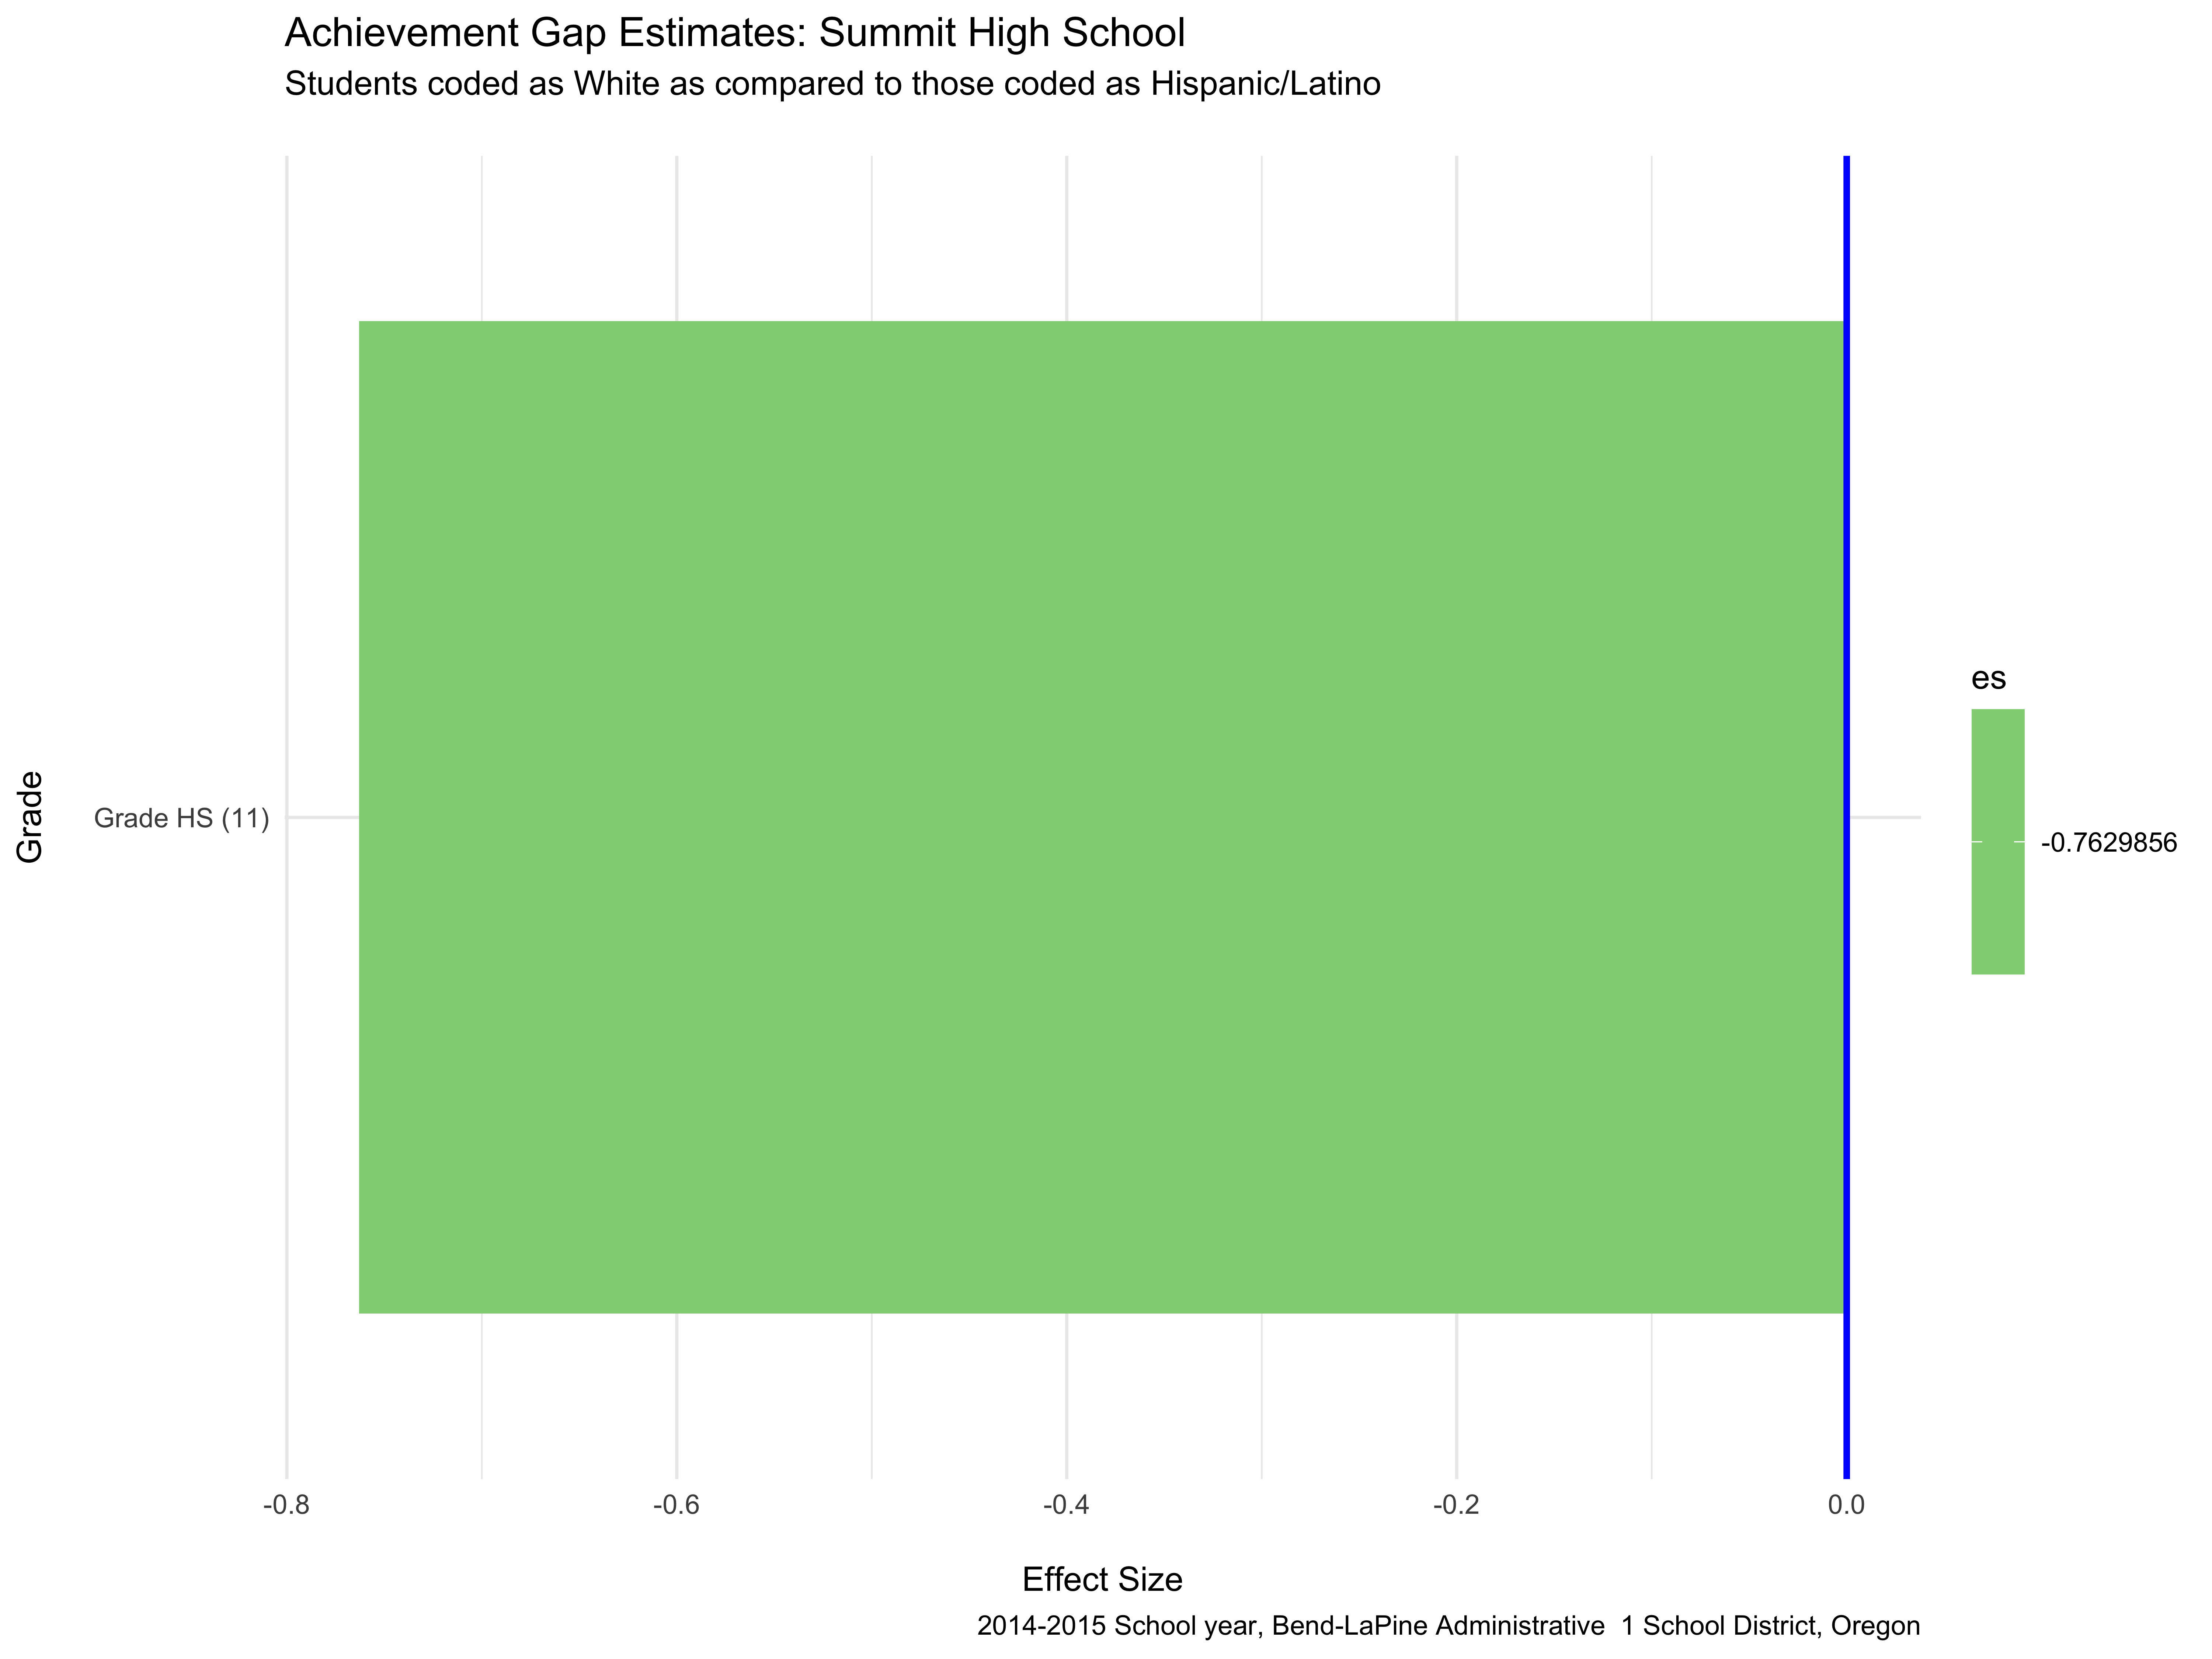 Achievement Gap Estimates: Summit High School
Students coded as White as compared to those coded as Hispanic/Latino
Grade
Grade HS (11)
es
-0.7629856
-0.8
-0.6
-0.4
-0.2
0.0
Effect Size
2014-2015 School year, Bend-LaPine Administrative  1 School District, Oregon